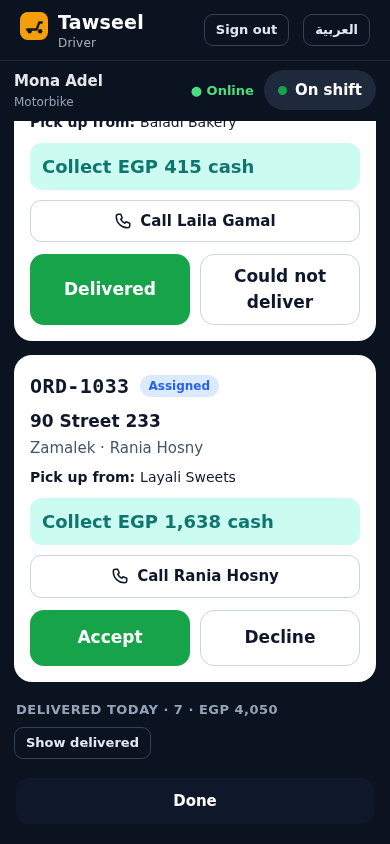 Tawseel
Driver
Sign out
العربية
Mona Adel
Motorbike
Online
On shift
Pick up from: Baladi Bakery
Collect EGP 415 cash
Call Laila Gamal
Delivered
Could not
deliver
ORD-1033
Assigned
90 Street 233
Zamalek · Rania Hosny
Pick up from: Layali Sweets
Collect EGP 1,638 cash
Call Rania Hosny
Accept
Decline
DELIVERED TODAY · 7 · EGP 4,050
Show delivered
Done